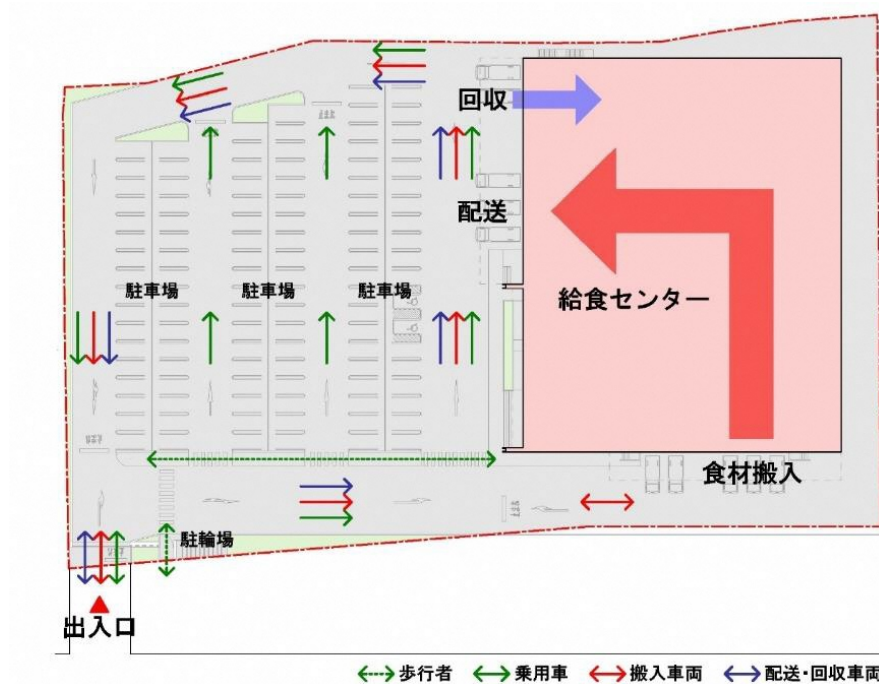 回収
配送
駐車場
駐車場
駐車場
給食センター
食材搬入
駐輪場
出入口
歩行者
乗用車
搬入車両
配送・回収車両